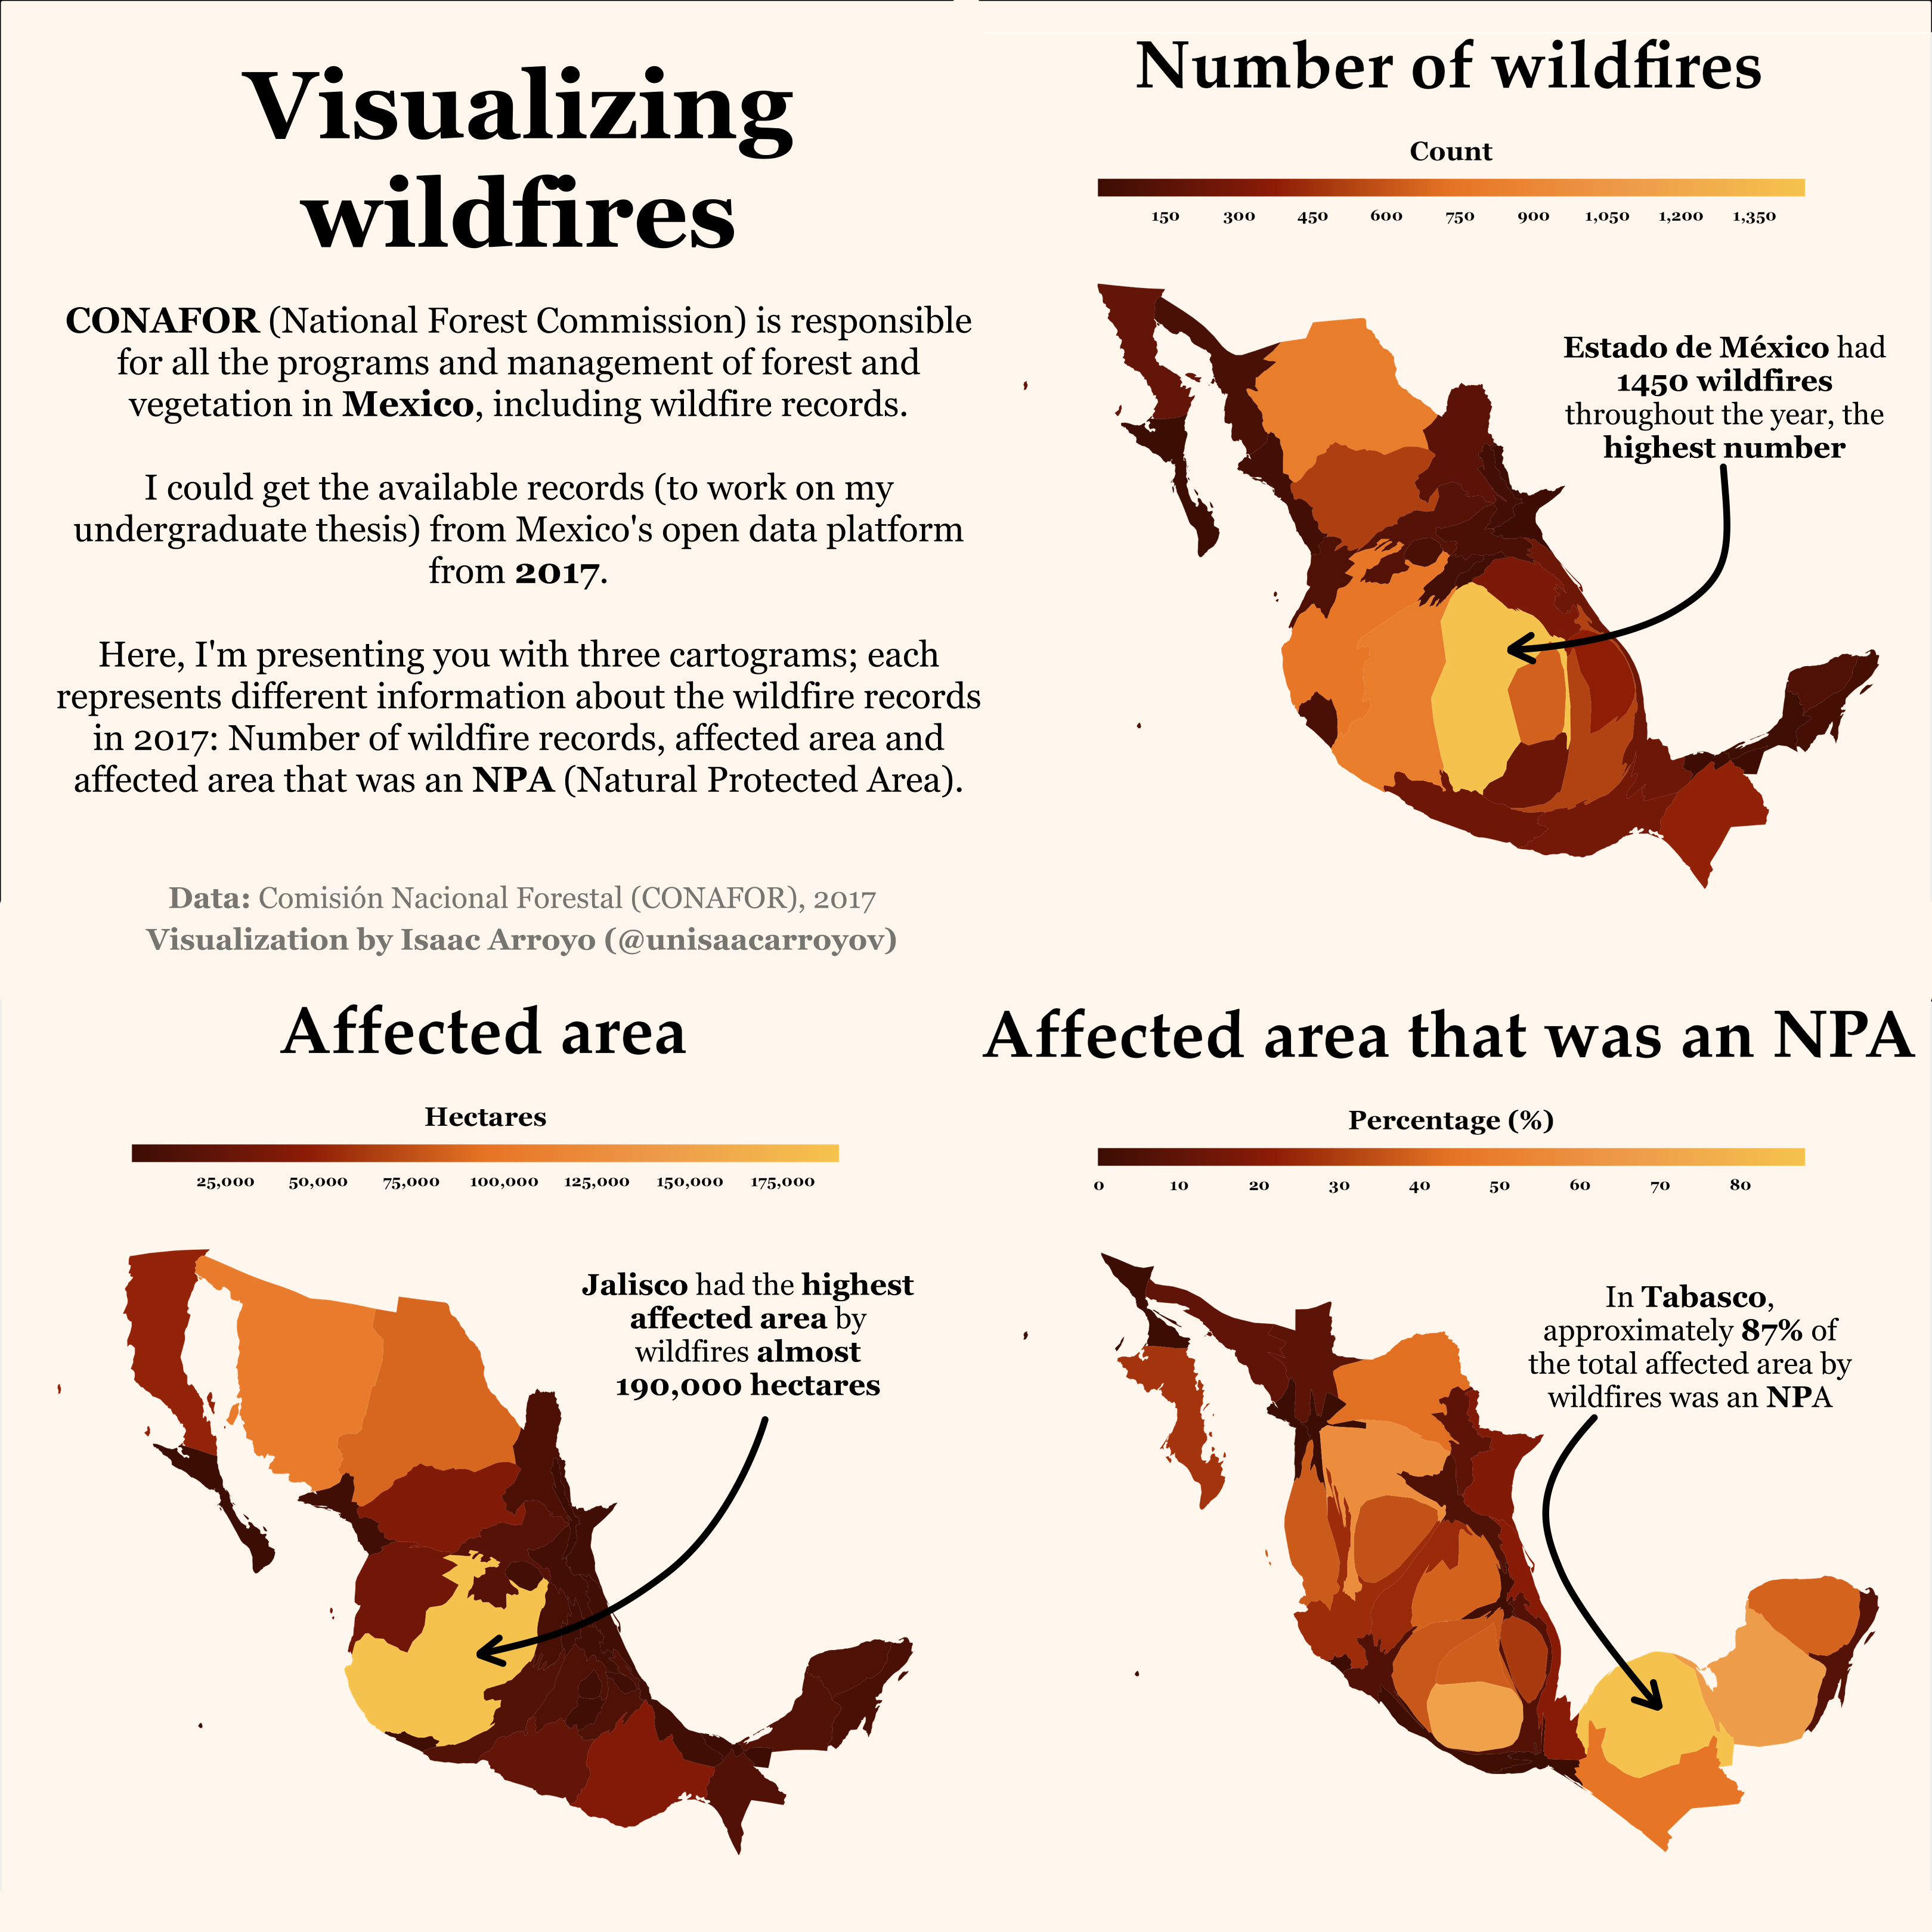 Visualizing
wildfires
CONAFOR (National Forest Commission) is responsible
for all the programs and management of forest and
vegetation in Mexico, including wildfire records.
I could get the available records (to work on my
undergraduate thesis) from Mexico's open data platform
from 2017.
Here, I'm presenting you with three cartograms; each
represents different information about the wildfire records
in 2017: Number of wildfire records, affected area and
affected area that was an NPA (Natural Protected Area).
Data: Comisión Nacional Forestal (CONAFOR), 2017
Visualization by Isaac Arroyo (@unisaacarroyov)
Number of wildfires
Count
150 300 450 600 750 900 1,050 1,200 1,350
Estado de México had
1450 wildfires
throughout the year, the
highest number
Affected area
Hectares
25,000 50,000 75,000 100,000 125,000 150,000 175,000
Jalisco had the highest
affected area by
wildfires almost
190,000 hectares
Affected area that was an NPA
Percentage (%)
0 10 20 30 40 50 60 70 80
In Tabasco,
approximately 87% of
the total affected area by
wildfires was an NPA